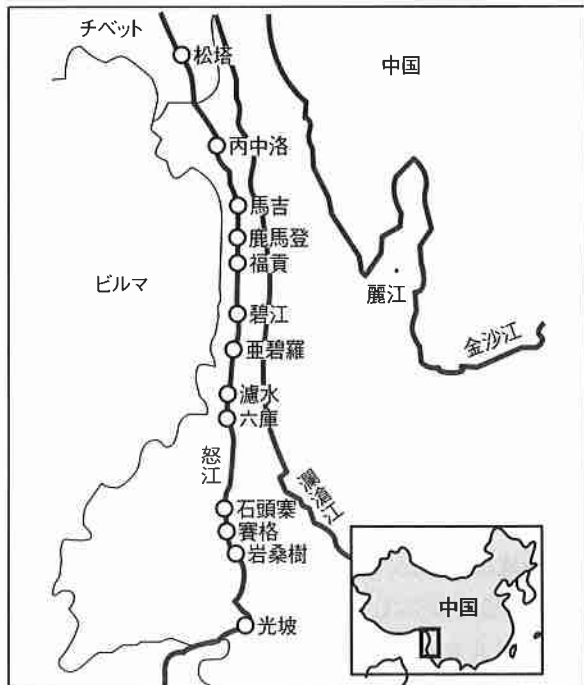 チベット
松塔
中国
丙中洛
馬吉
鹿馬登
福貢
ビルマ
麗江
碧江
金沙江
亜碧羅
濾水
六庫
怒江
瀾滄江
石頭寨
賽格
岩桑樹
中国
光坡